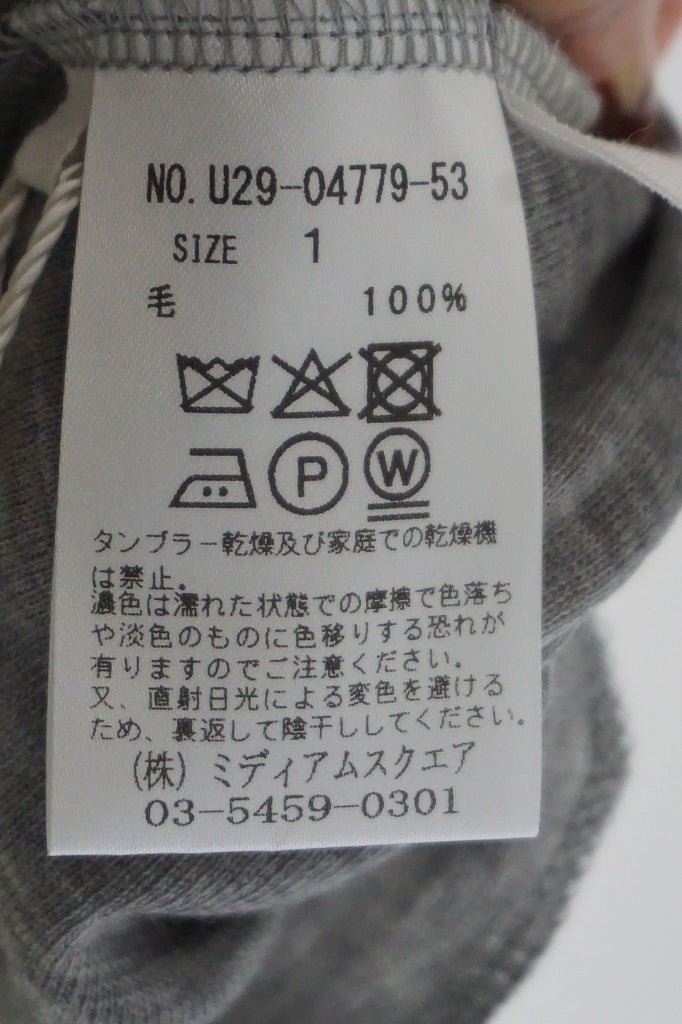 NO. U29-04779-53
SIZE 1
毛 100%
P W
タンブラー乾燥及び家庭での乾燥機
は禁止。
濃色は濡れた状態での摩擦で色落ち
や淡色のものに色移りする恐れが
有りますのでご注意ください。
又、直射日光による変色を避ける
ため、裏返して陰干ししてください。
(株)ミディアムスクエア
03-5459-0301